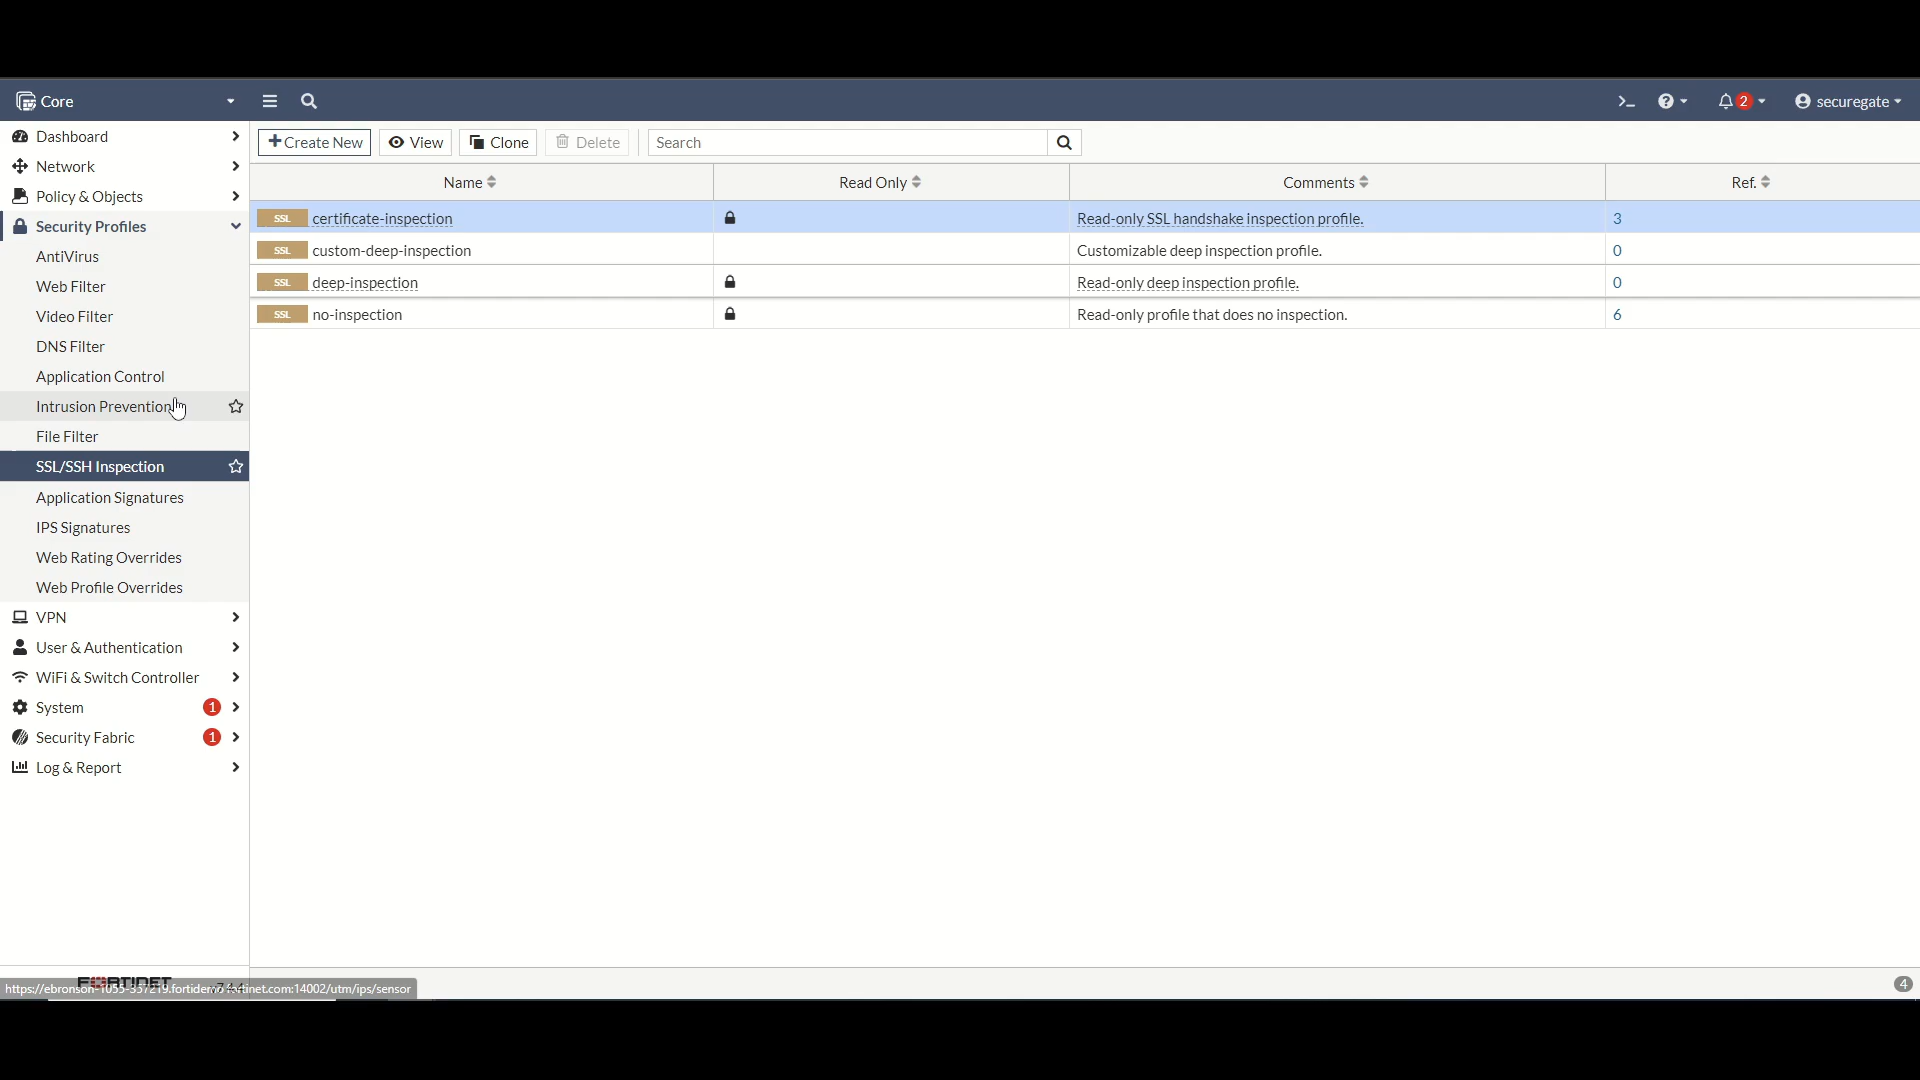 Core
2
securegate
Dashboard
Network
Policy & Objects
Security Profiles
AntiVirus
Web Filter
Video Filter
DNS Filter
Application Control
Intrusion Prevention
File Filter
SSL/SSH Inspection
Application Signatures
IPS Signatures
Web Rating Overrides
Web Profile Overrides
VPN
User & Authentication
WiFi & Switch Controller
System 1
Security Fabric 1
Log & Report
Create New View Clone Delete Search
Name Read Only Comments Ref.
SSL certificate-inspection Read-only SSL handshake inspection profile. 3
SSL custom-deep-inspection Customizable deep inspection profile. 0
SSL deep-inspection Read-only deep inspection profile. 0
SSL no-inspection Read-only profile that does no inspection. 6
FORTINET
4